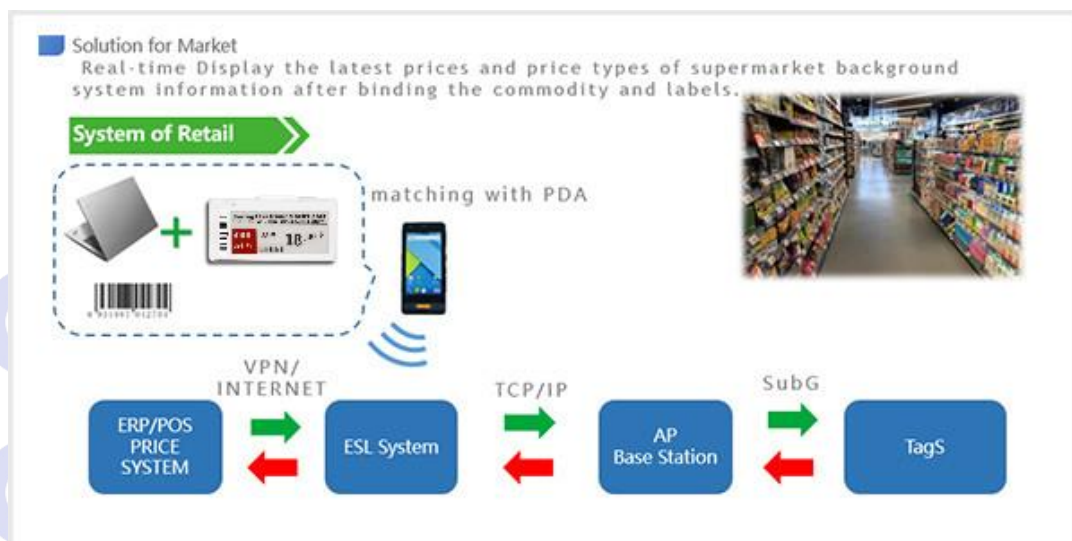 Solution for Market
Real-time Display the latest prices and price types of supermarket background
system information after binding the commodity and labels.
System of Retail
matching with PDA
18
VPN/
INTERNET
TCP/IP
SubG
ERP/POS
PRICE
SYSTEM
ESL System
AP
Base Station
TagS